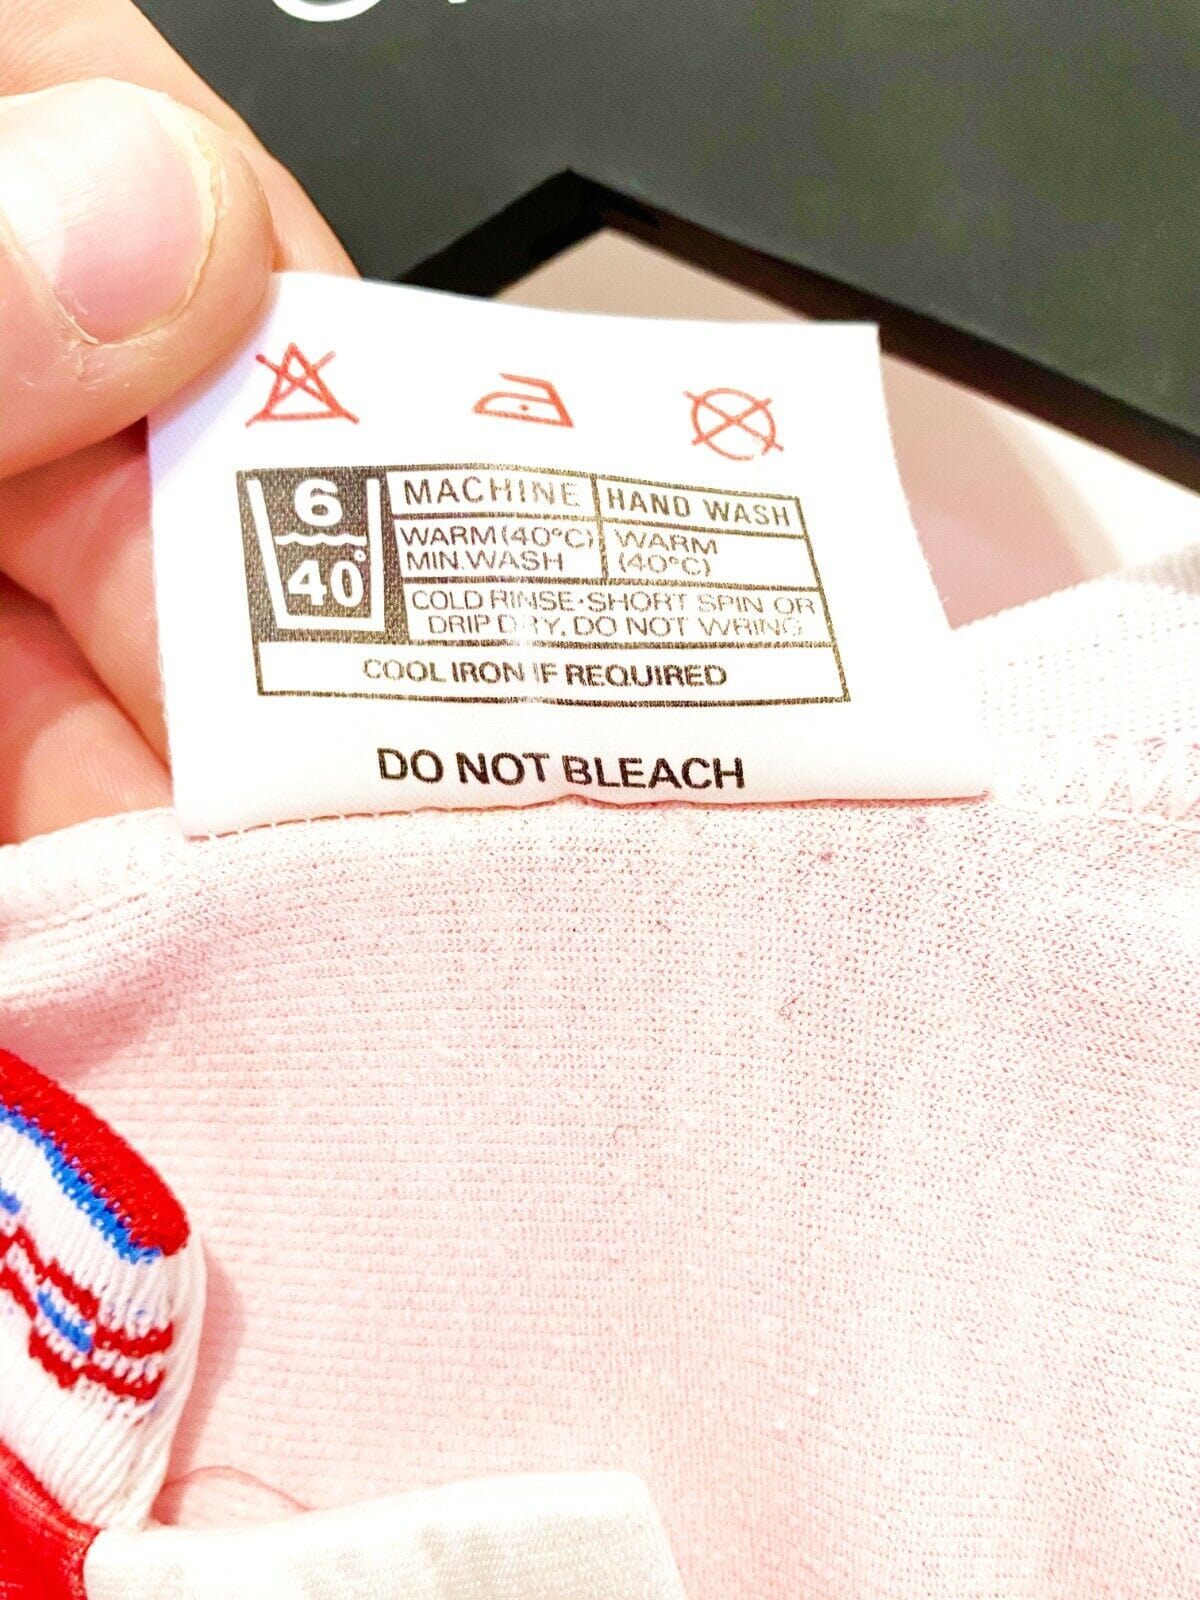 6
40°
MACHINE
HAND WASH
WARM(40°C)
MIN.WASH
WARM
(40°C)
COLD RINSE·SHORT SPIN OR
DRIP DRY. DO NOT WRING
COOL IRON IF REQUIRED
DO NOT BLEACH